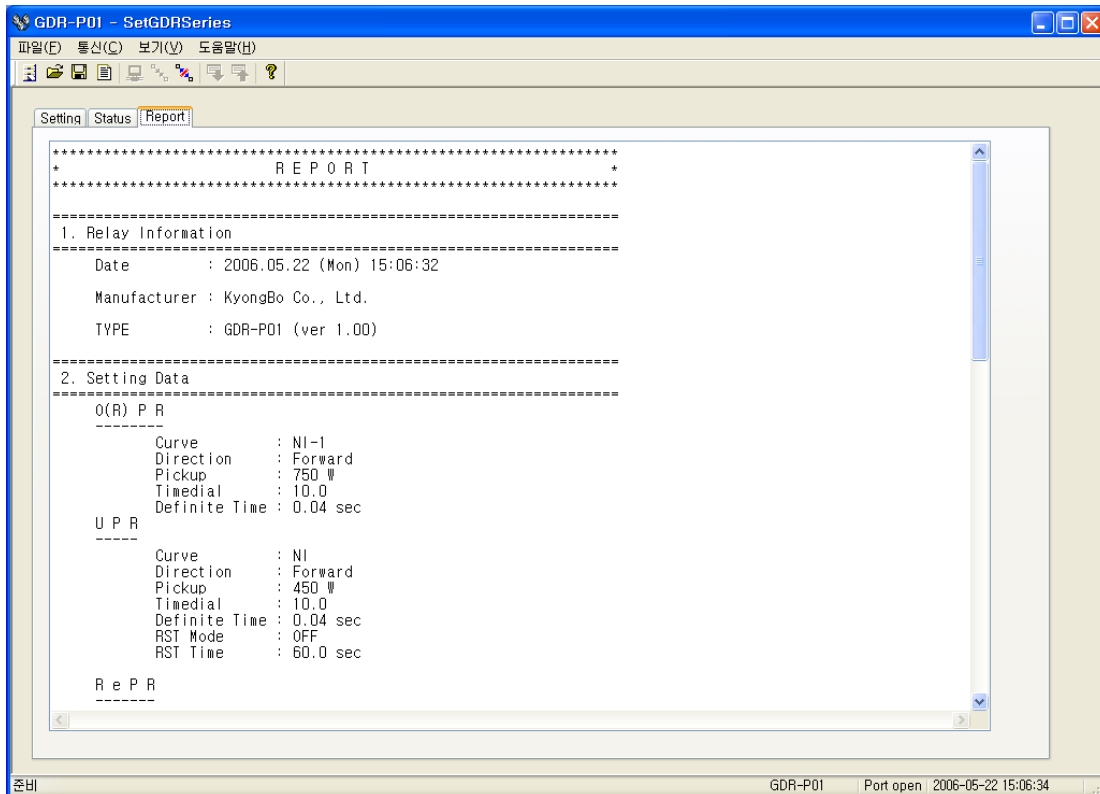 GDR-P01 - SetGDRSeries
파일(F) 통신(C) 보기(V) 도움말(H)
Setting Status Report
******************************************************************
* R E P O R T *
******************************************************************
==================================================================
1. Relay Information
==================================================================
Date : 2006.05.22 (Mon) 15:06:32
Manufacturer : KyongBo Co., Ltd.
TYPE : GDR-P01 (ver 1.00)
==================================================================
2. Setting Data
==================================================================
O(R) P R
--------
Curve : NI-1
Direction : Forward
Pickup : 750 W
Timedial : 10.0
Definite Time : 0.04 sec
U P R
-----
Curve : NI
Direction : Forward
Pickup : 450 W
Timedial : 10.0
Definite Time : 0.04 sec
RST Mode : OFF
RST Time : 60.0 sec
R e P R
-------
준비 GDR-P01 Port open 2006-05-22 15:06:34